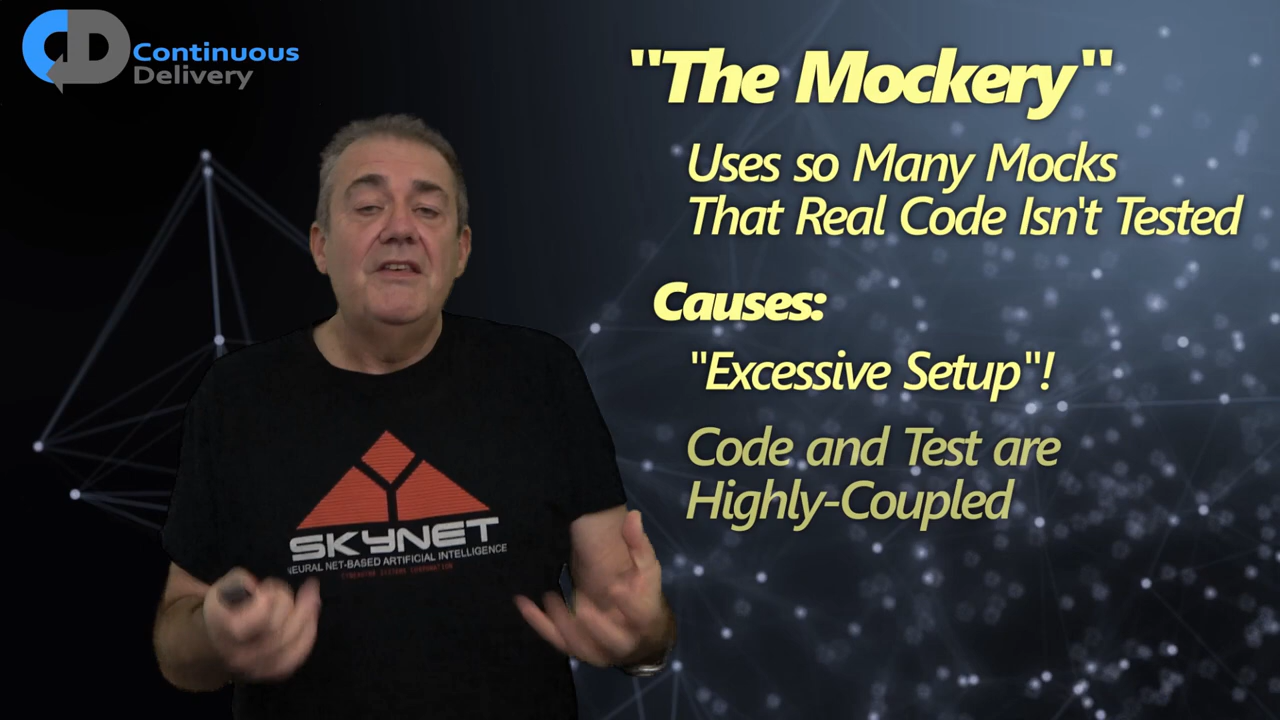 Continuous
Delivery
"The Mockery"
Uses so Many Mocks
That Real Code Isn't Tested
Causes:
"Excessive Setup"!
Code and Test are
Highly-Coupled
SKYNET
NEURAL NET-BASED ARTIFICIAL INTELLIGENCE